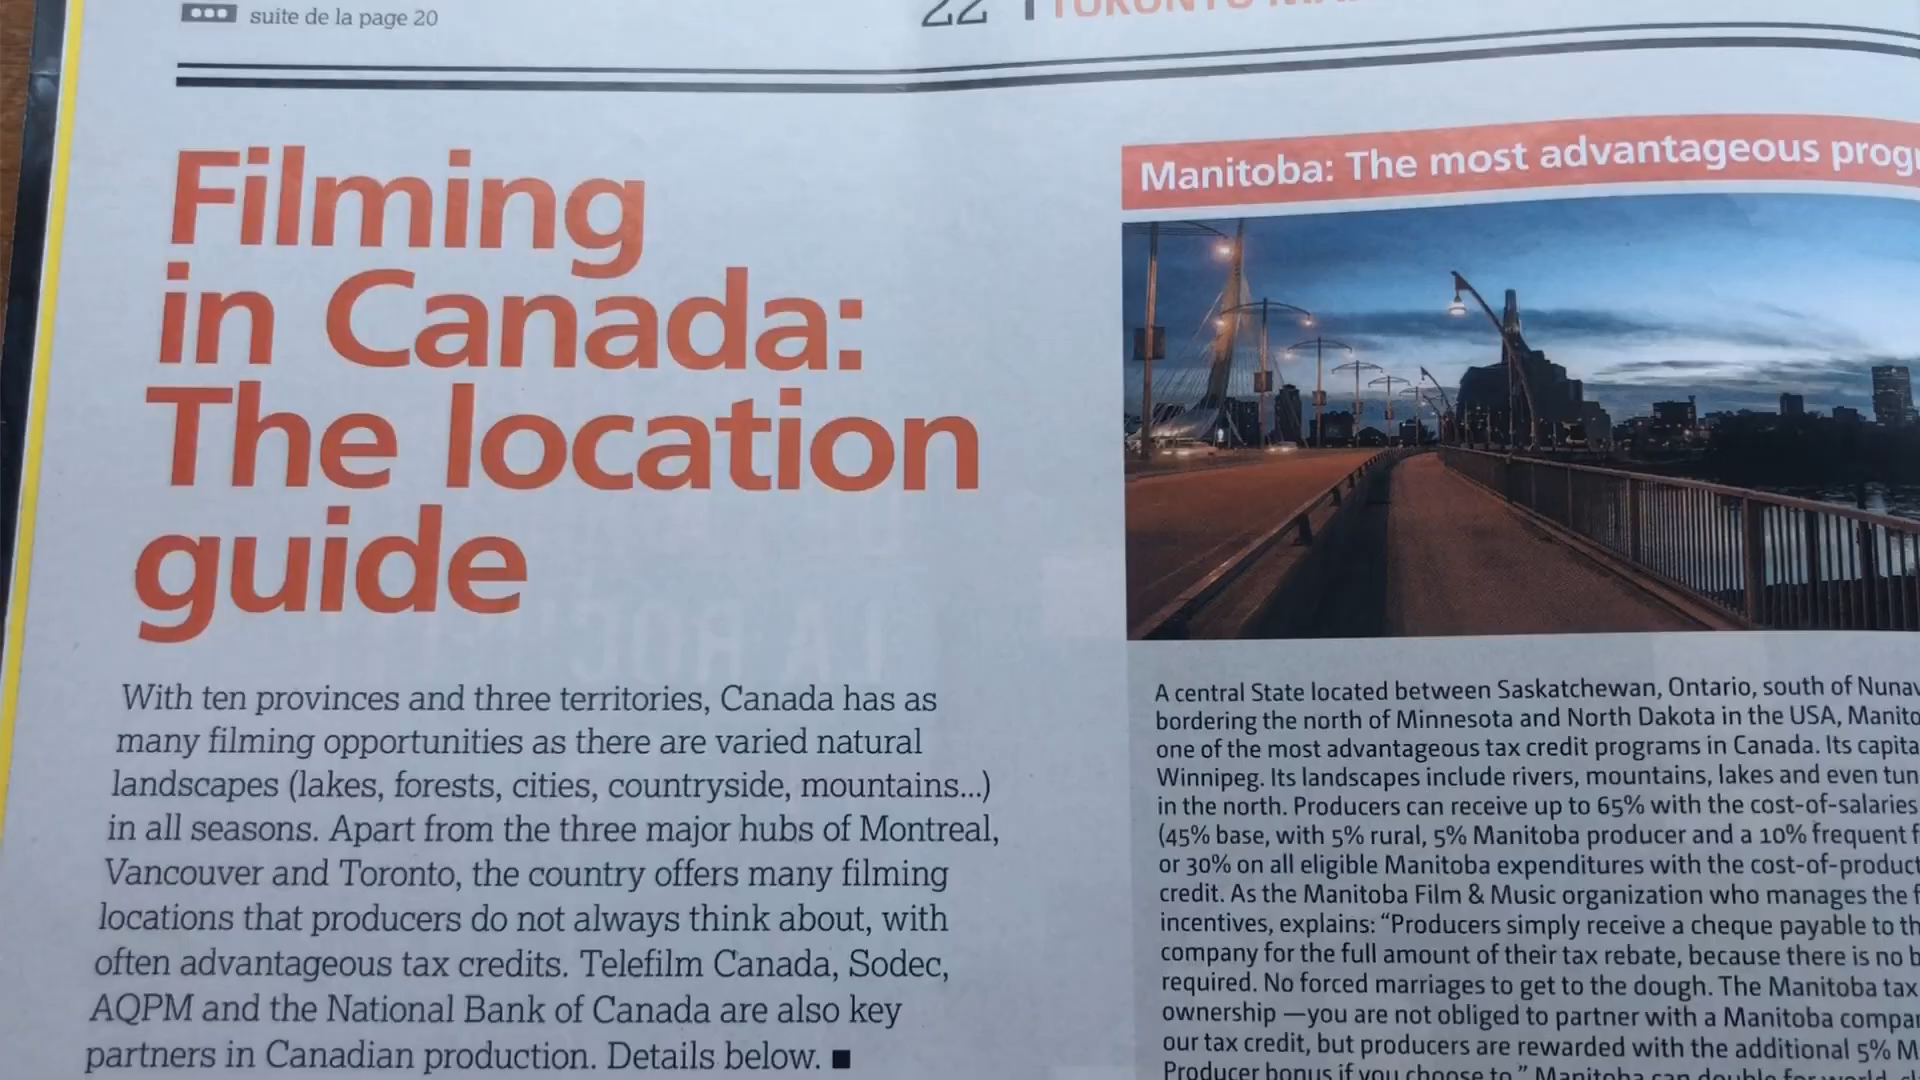 suite de la page 20
22
Filming
in Canada:
The location
guide
With ten provinces and three territories, Canada has as
many filming opportunities as there are varied natural
landscapes (lakes, forests, cities, countryside, mountains...)
in all seasons. Apart from the three major hubs of Montreal,
Vancouver and Toronto, the country offers many filming
locations that producers do not always think about, with
often advantageous tax credits. Telefilm Canada, Sodec,
AQPM and the National Bank of Canada are also key
partners in Canadian production. Details below.
Manitoba: The most advantageous
A central State located between Saskatchewan, Ontario, south of
bordering the north of Minnesota and North Dakota in the USA,
one of the most advantageous tax credit programs in Canada. Its
Winnipeg. Its landscapes include rivers, mountains, lakes and even
in the north. Producers can receive up to 65% with the cost-of-salaries
(45% base, with 5% rural, 5% Manitoba producer and a 10% frequent
or 30% on all eligible Manitoba expenditures with the
credit. As the Manitoba Film & Music organization who manages the
incentives, explains: “Producers simply receive a cheque payable to
company for the full amount of their tax rebate, because there is no
required. No forced marriages to get to the dough. The Manitoba tax
ownership —you are not obliged to partner with a Manitoba
our tax credit, but producers are rewarded with the additional 5%
Producer bonus if you choose to.” Manitoba can double for